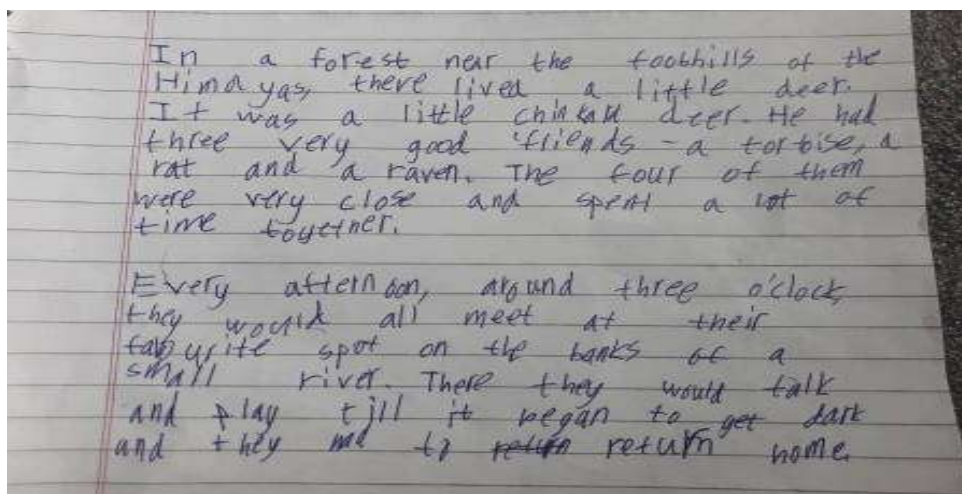 In a forest near the foothills of the
Himayas, there lived a little deer.
It was a little chinkara deer. He had
three very good friends - a tortise, a
rat and a raven. The four of them
were very close and spent a lot of
time together.
Every afternoon, around three o'clock,
they would all meet at their
favourite spot on the banks of a
small river. There they would talk
and play till it began to get dark
and they to return home.